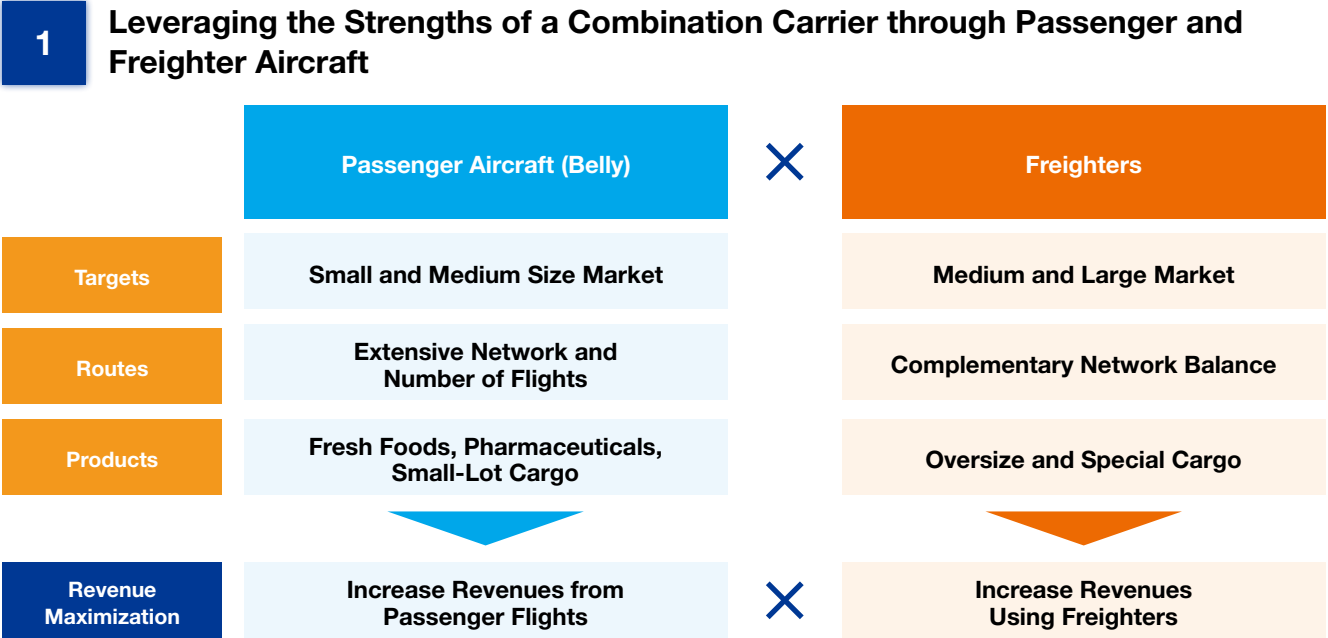 1
Leveraging the Strengths of a Combination Carrier through Passenger and
Freighter Aircraft
Passenger Aircraft (Belly)
×
Freighters
Targets
Small and Medium Size Market
Medium and Large Market
Routes
Extensive Network and
Number of Flights
Complementary Network Balance
Products
Fresh Foods, Pharmaceuticals,
Small-Lot Cargo
Oversize and Special Cargo
Revenue
Maximization
Increase Revenues from
Passenger Flights
×
Increase Revenues
Using Freighters